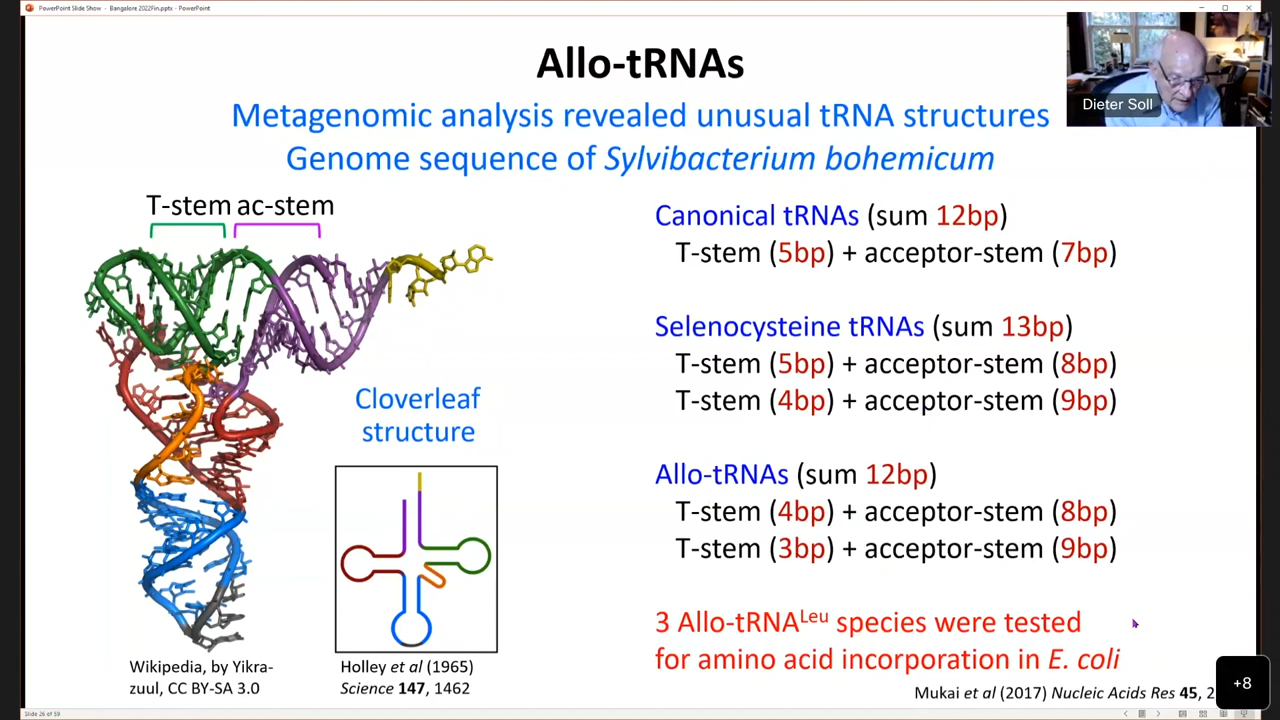 PowerPoint Slide Show - Bangalore 2022Fin.pptx - PowerPoint
Dieter Soll
Allo-tRNAs
Metagenomic analysis revealed unusual tRNA structures
Genome sequence of Sylvibacterium bohemicum
T-stem ac-stem
Cloverleaf
structure
Wikipedia, by Yikra-
zuul, CC BY-SA 3.0
Holley et al (1965)
Science 147, 1462
Canonical tRNAs (sum 12bp)
T-stem (5bp) + acceptor-stem (7bp)
Selenocysteine tRNAs (sum 13bp)
T-stem (5bp) + acceptor-stem (8bp)
T-stem (4bp) + acceptor-stem (9bp)
Allo-tRNAs (sum 12bp)
T-stem (4bp) + acceptor-stem (8bp)
T-stem (3bp) + acceptor-stem (9bp)
3 Allo-tRNALeu species were tested
for amino acid incorporation in E. coli
Mukai et al (2017) Nucleic Acids Res 45, 2
+8
Slide 26 of 59